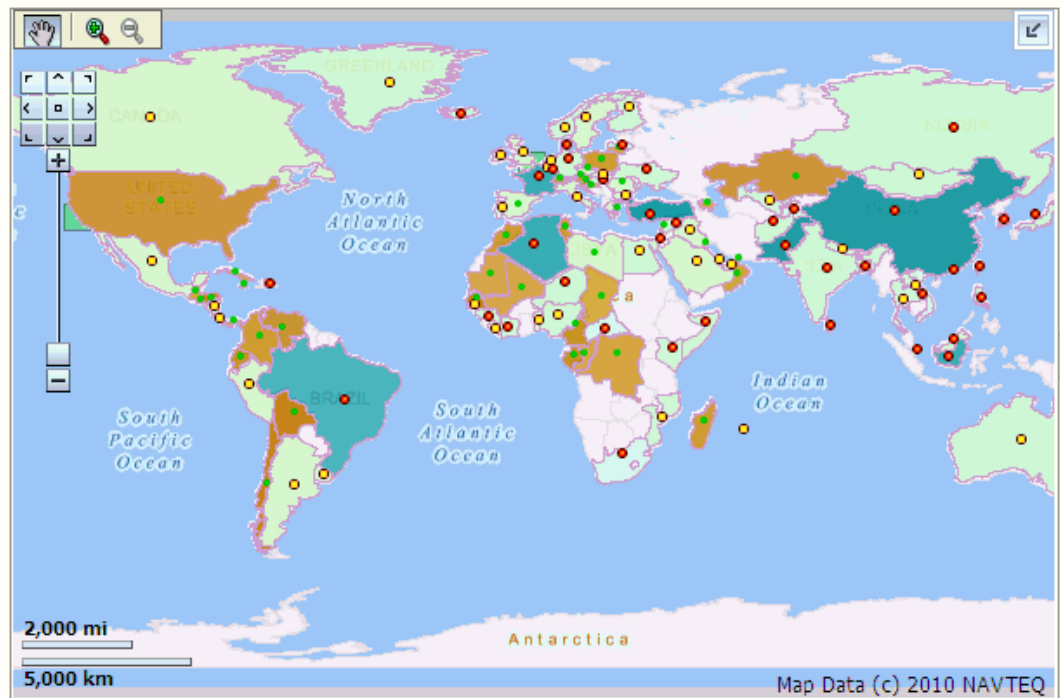 GREENLAND
CANADA
RUSSIA
UNITED
STATES
North
Atlantic
Ocean
BRAZIL
Indian
Ocean
South
Pacific
Ocean
South
Atlantic
Ocean
2,000 mi
Antarctica
5,000 km
Map Data (c) 2010 NAVTEQ